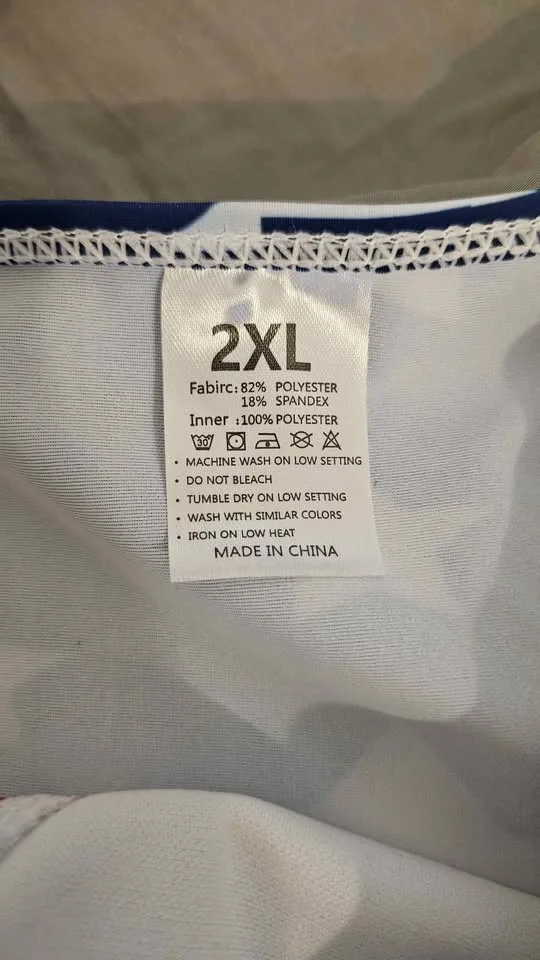 2XL
Fabirc: 82% POLYESTER
18% SPANDEX
Inner :100% POLYESTER
30
• MACHINE WASH ON LOW SETTING
• DO NOT BLEACH
• TUMBLE DRY ON LOW SETTING
• WASH WITH SIMILAR COLORS
• IRON ON LOW HEAT
MADE IN CHINA